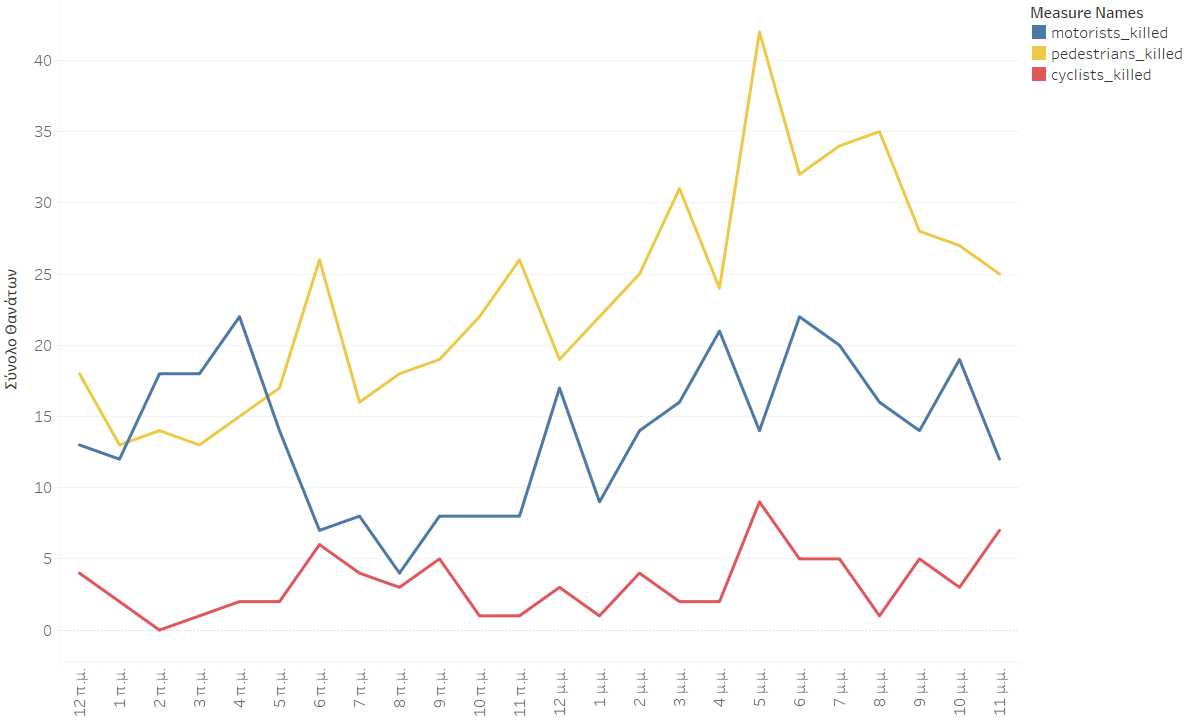 Measure Names
motorists_killed
pedestrians_killed
cyclists_killed
Σύνολο Θανάτων
40
35
30
25
20
15
10
5
0
12 π.μ.
1 π.μ.
2 π.μ.
3 π.μ.
4 π.μ.
5 π.μ.
6 π.μ.
7 π.μ.
8 π.μ.
9 π.μ.
10 π.μ.
11 π.μ.
12 μ.μ.
1 μ.μ.
2 μ.μ.
3 μ.μ.
4 μ.μ.
5 μ.μ.
6 μ.μ.
7 μ.μ.
8 μ.μ.
9 μ.μ.
10 μ.μ.
11 μ.μ.